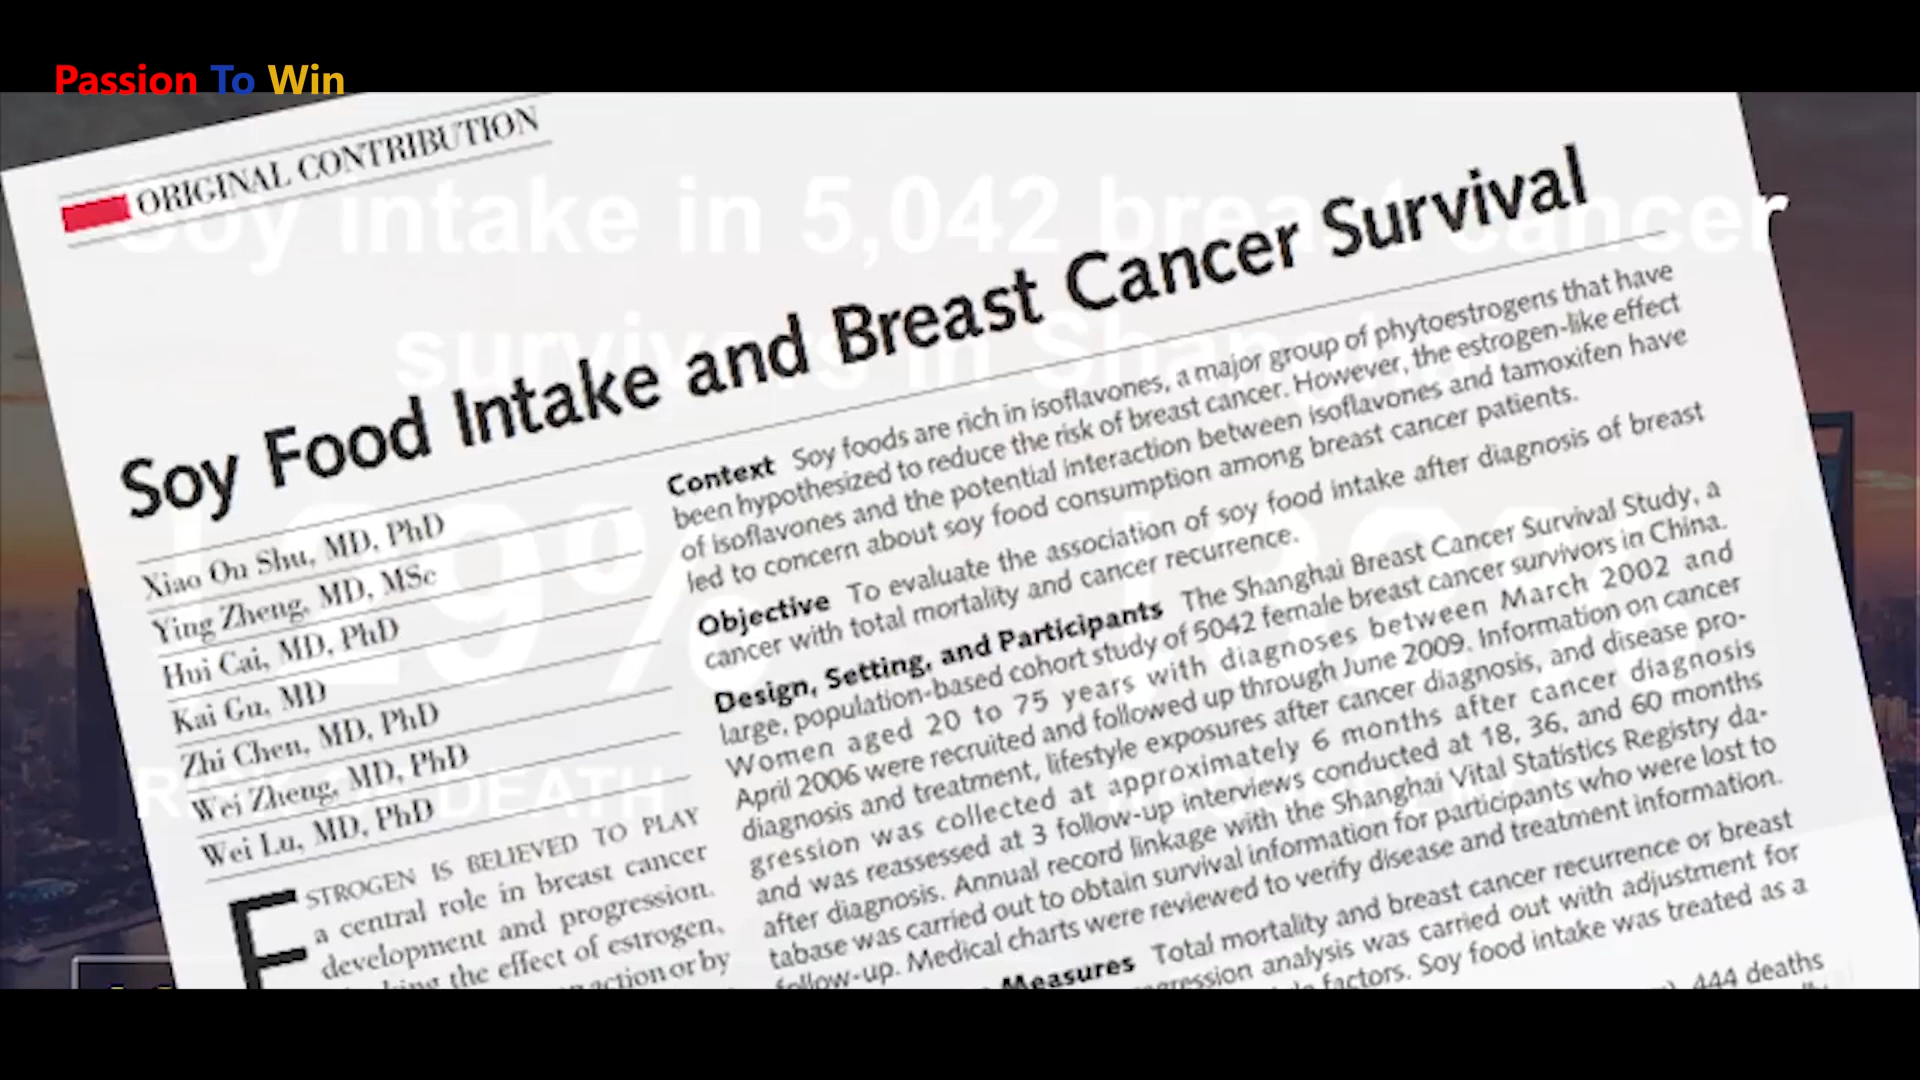 Passion To Win
ORIGINAL CONTRIBUTION
Soy intake in 5,042 breast cancer
survivors in Shanghai
Soy Food Intake and Breast Cancer Survival
Xiao Ou Shu, MD, PhD
Ying Zheng, MD, MSc
Hui Cai, MD, PhD
Kai Gu, MD
Zhi Chen, MD, PhD
Wei Zheng, MD, PhD
Wei Lu, MD, PhD
29%
RISK OF DEATH
ESTROGEN IS BELIEVED TO PLAY
a central role in breast cancer
development and progression.
the effect of estrogen,
action or by
Context Soy foods are rich in isoflavones, a major group of phytoestrogens that have
been hypothesized to reduce the risk of breast cancer. However, the estrogen-like effect
of isoflavones and the potential interaction between isoflavones and tamoxifen have
led to concern about soy food consumption among breast cancer patients.
Objective To evaluate the association of soy food intake after diagnosis of breast
cancer with total mortality and cancer recurrence.
Design, Setting, and Participants The Shanghai Breast Cancer Survival Study, a
large, population-based cohort study of 5042 female breast cancer survivors in China.
Women aged 20 to 75 years with diagnoses between March 2002 and
April 2006 were recruited and followed up through June 2009. Information on cancer
diagnosis and treatment, lifestyle exposures after cancer diagnosis, and disease pro-
gression was collected at approximately 6 months after cancer diagnosis
and was reassessed at 3 follow-up interviews conducted at 18, 36, and 60 months
after diagnosis. Annual record linkage with the Shanghai Vital Statistics Registry da-
tabase was carried out to obtain survival information for participants who were lost to
follow-up. Medical charts were reviewed to verify disease and treatment information.
Measures Total mortality and breast cancer recurrence or breast
regression analysis was carried out with adjustment for
factors. Soy food intake was treated as a
444 deaths